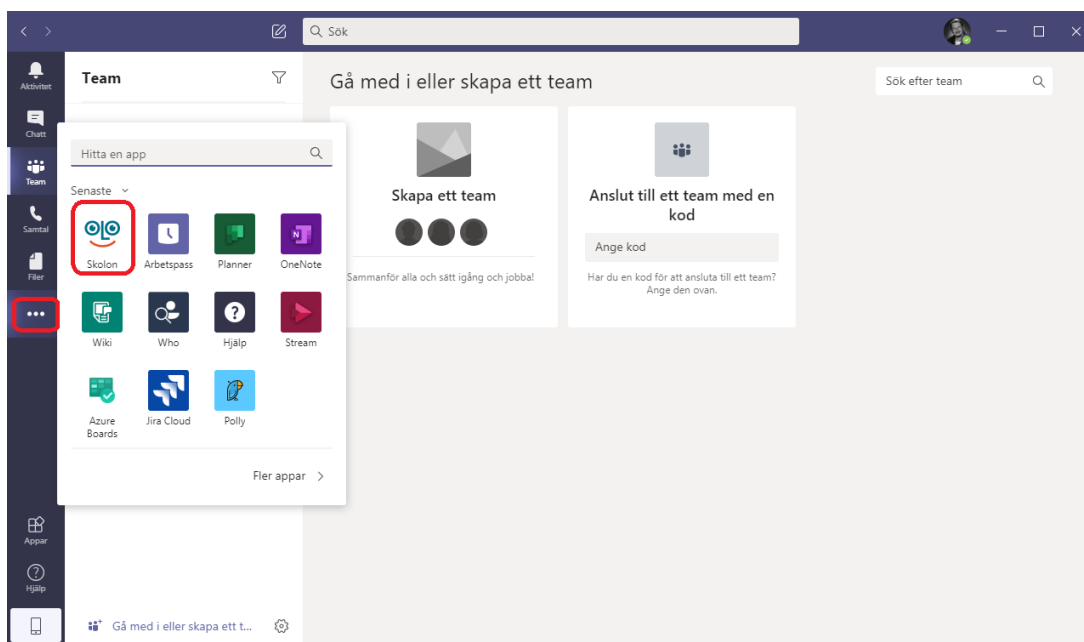 Sök
Aktivitet
Chatt
Team
Samtal
Filer
Appar
Hjälp
Team
Hitta en app
Senaste
Skolon
Arbetspass
Planner
OneNote
N
Wiki
Who
Hjälp
Stream
Azure
Boards
Jira Cloud
Polly
Fler appar
Gå med i eller skapa ett t...
Gå med i eller skapa ett team
Sök efter team
Skapa ett team
Sammanför alla och sätt igång och jobba!
Anslut till ett team med en
kod
Ange kod
Har du en kod för att ansluta till ett team?
Ange den ovan.